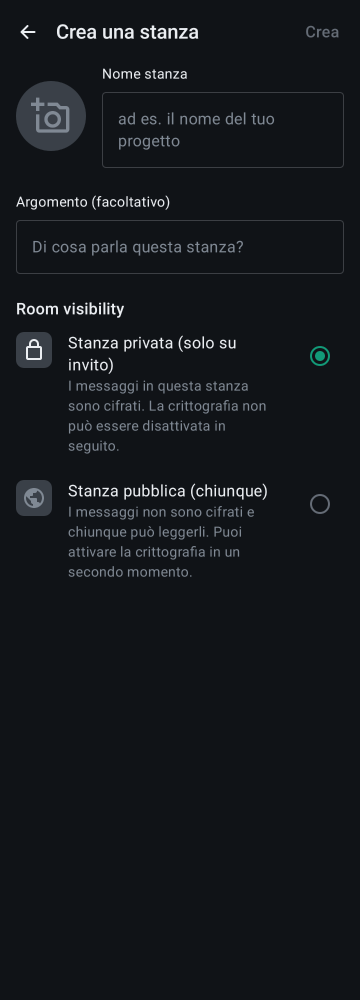 Crea una stanza
Crea
Nome stanza
ad es. il nome del tuo
progetto
Argomento (facoltativo)
Di cosa parla questa stanza?
Room visibility
Stanza privata (solo su
invito)
I messaggi in questa stanza
sono cifrati. La crittografia non
può essere disattivata in
seguito.
Stanza pubblica (chiunque)
I messaggi non sono cifrati e
chiunque può leggerli. Puoi
attivare la crittografia in un
secondo momento.